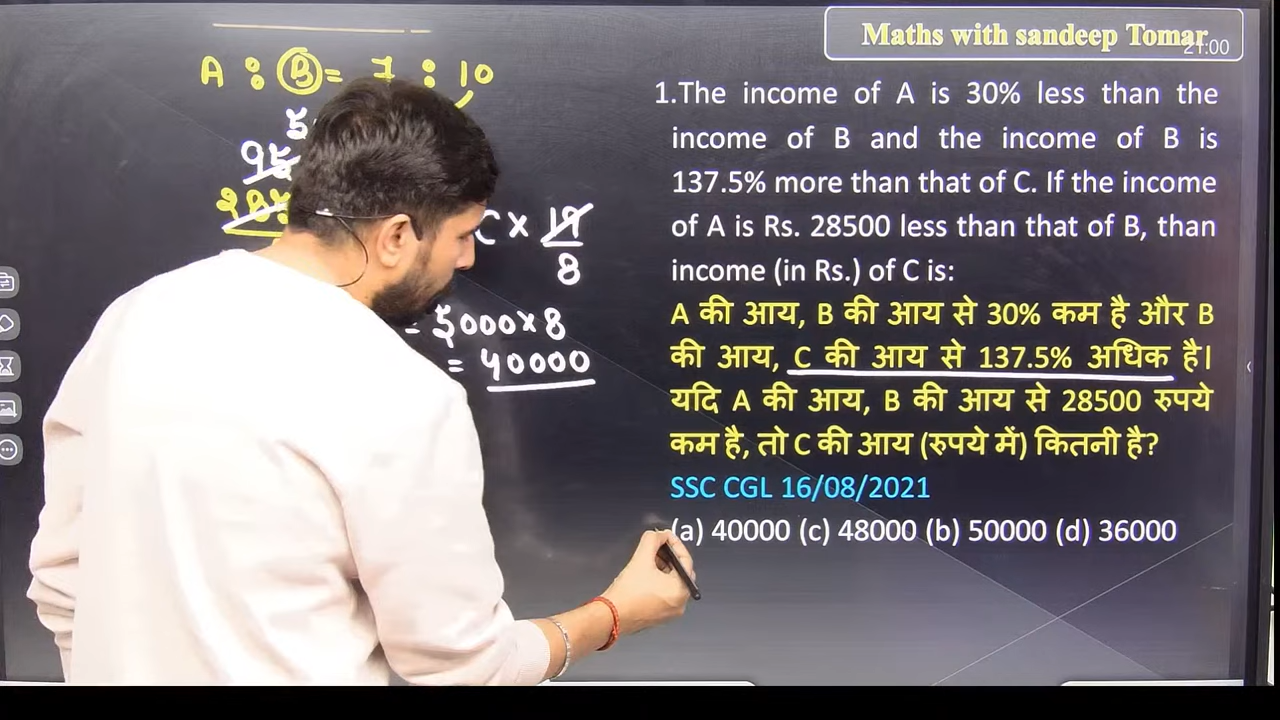 Maths with sandeep Tomar
21:00
A : B = 7 : 10
C × 19
8
= 5000×8
= 40000
1.The income of A is 30% less than the
income of B and the income of B is
137.5% more than that of C. If the income
of A is Rs. 28500 less than that of B, than
income (in Rs.) of C is:
A की आय, B की आय से 30% कम है और B
की आय, C की आय से 137.5% अधिक है।
यदि A की आय, B की आय से 28500 रुपये
कम है, तो C की आय (रुपये में) कितनी है?
SSC CGL 16/08/2021
(a) 40000 (c) 48000 (b) 50000 (d) 36000